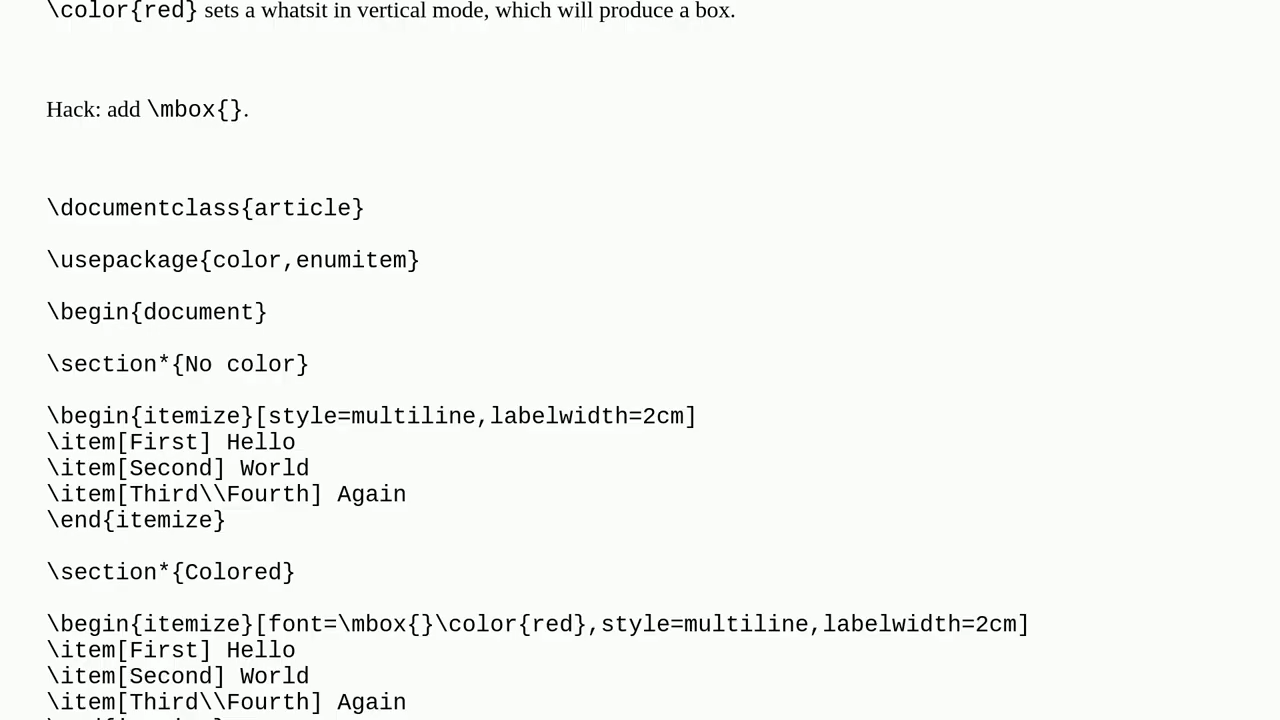 \color{red} sets a whatsit in vertical mode, which will produce a box.
Hack: add \mbox{}.
\documentclass{article}
\usepackage{color,enumitem}
\begin{document}
\section*{No color}
\begin{itemize}[style=multiline,labelwidth=2cm]
\item[First] Hello
\item[Second] World
\item[Third\\Fourth] Again
\end{itemize}
\section*{Colored}
\begin{itemize}[font=\mbox{}\color{red},style=multiline,labelwidth=2cm]
\item[First] Hello
\item[Second] World
\item[Third\\Fourth] Again